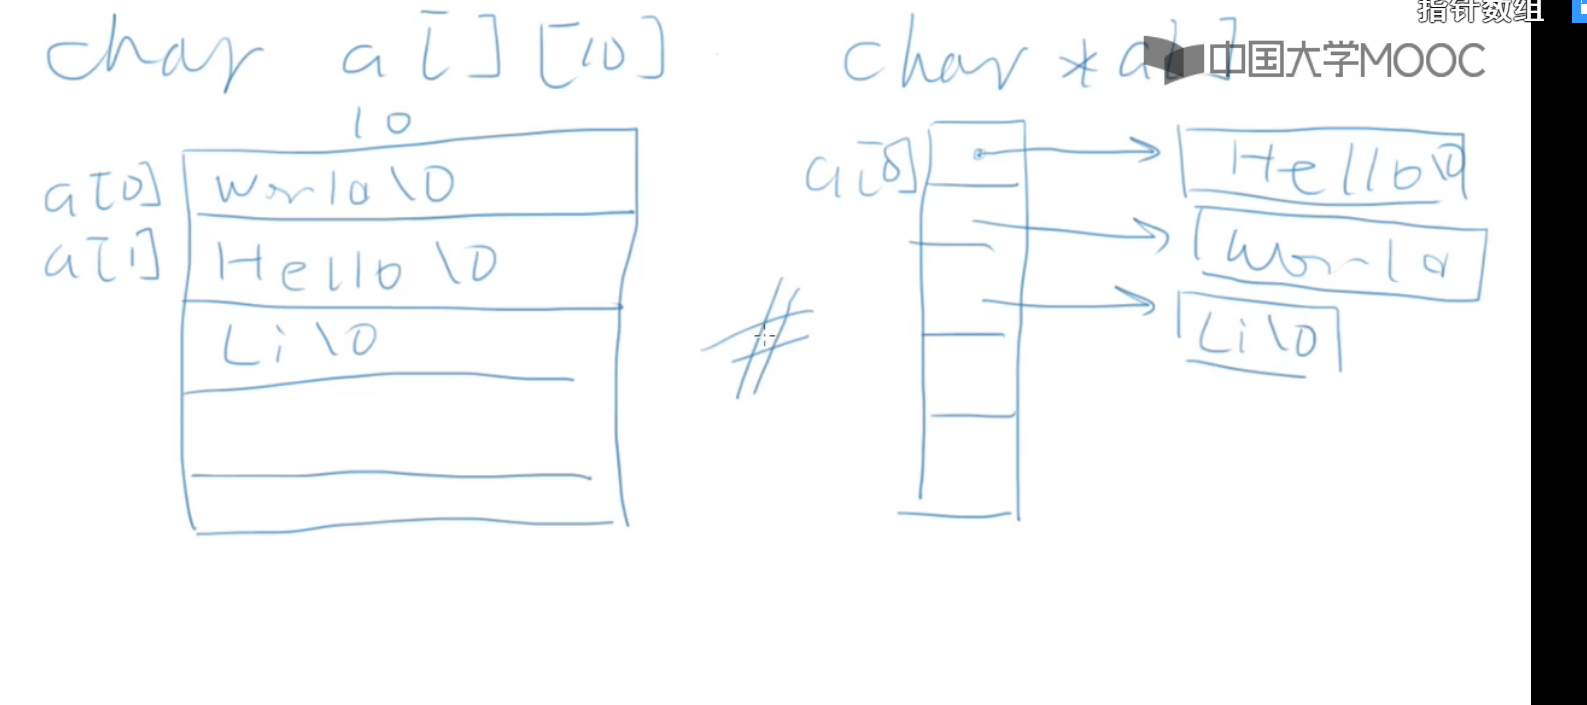 指针数组
char a[][10]
char *a[]
中国大学MOOC
10
a[0] World\0
a[1] Hello\0
Li\0
a[0] Hello\0
World
Li\0